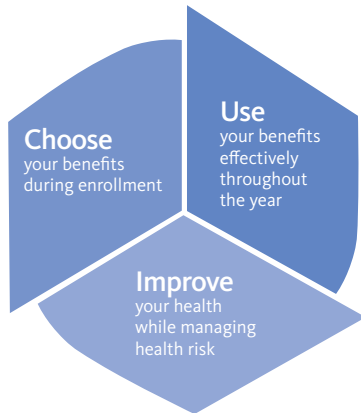 Choose
your benefits
during enrollment
Use
your benefits
effectively
throughout
the year
Improve
your health
while managing
health risk